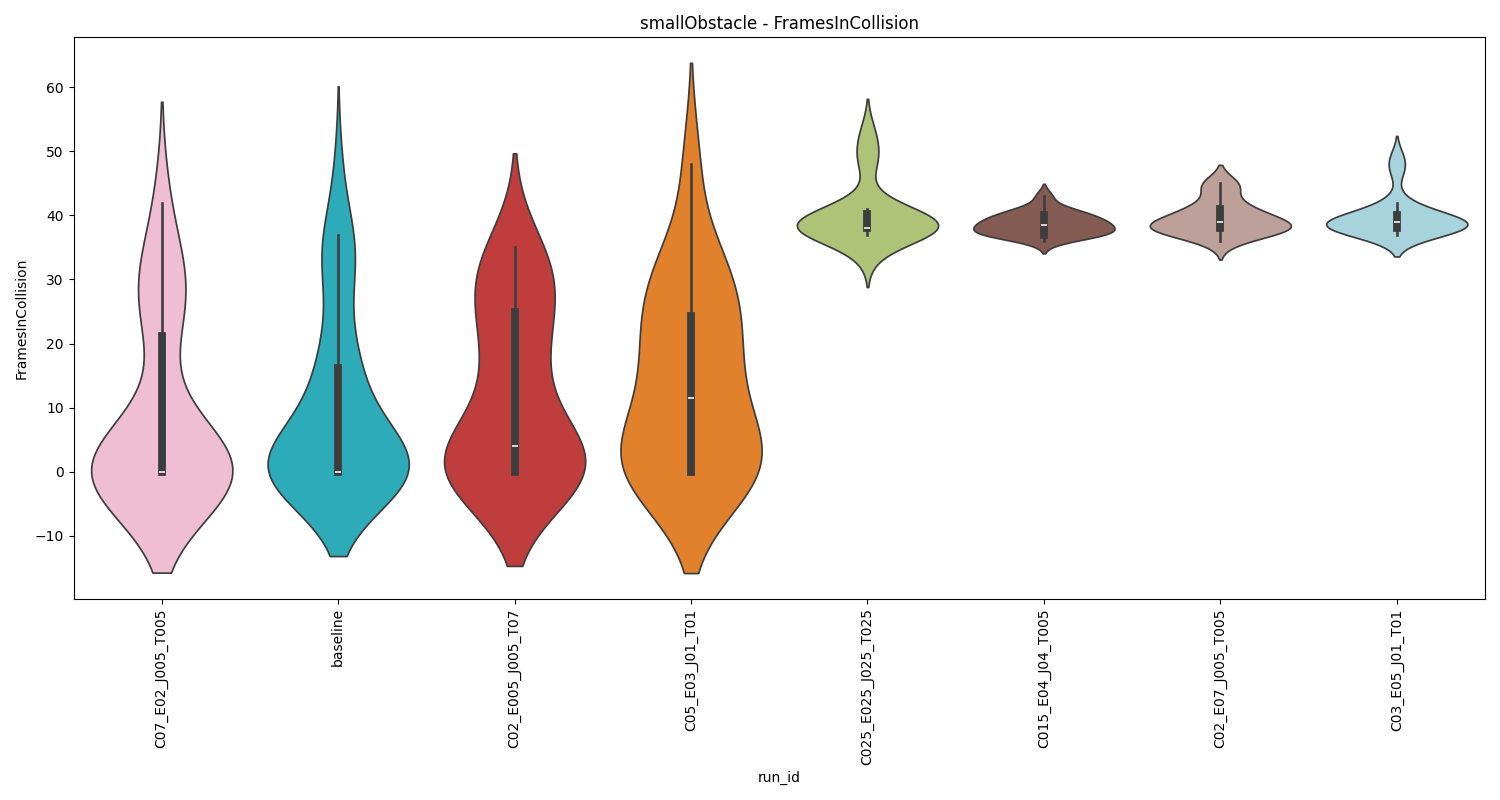 smallObstacle - FramesInCollision
FramesInCollision
60
50
40
30
20
10
0
−10
C07_E02_J005_T005
baseline
C02_E005_J005_T07
C05_E03_J01_T01
C025_E025_J025_T025
C015_E04_J04_T005
C02_E07_J005_T005
C03_E05_J01_T01
run_id